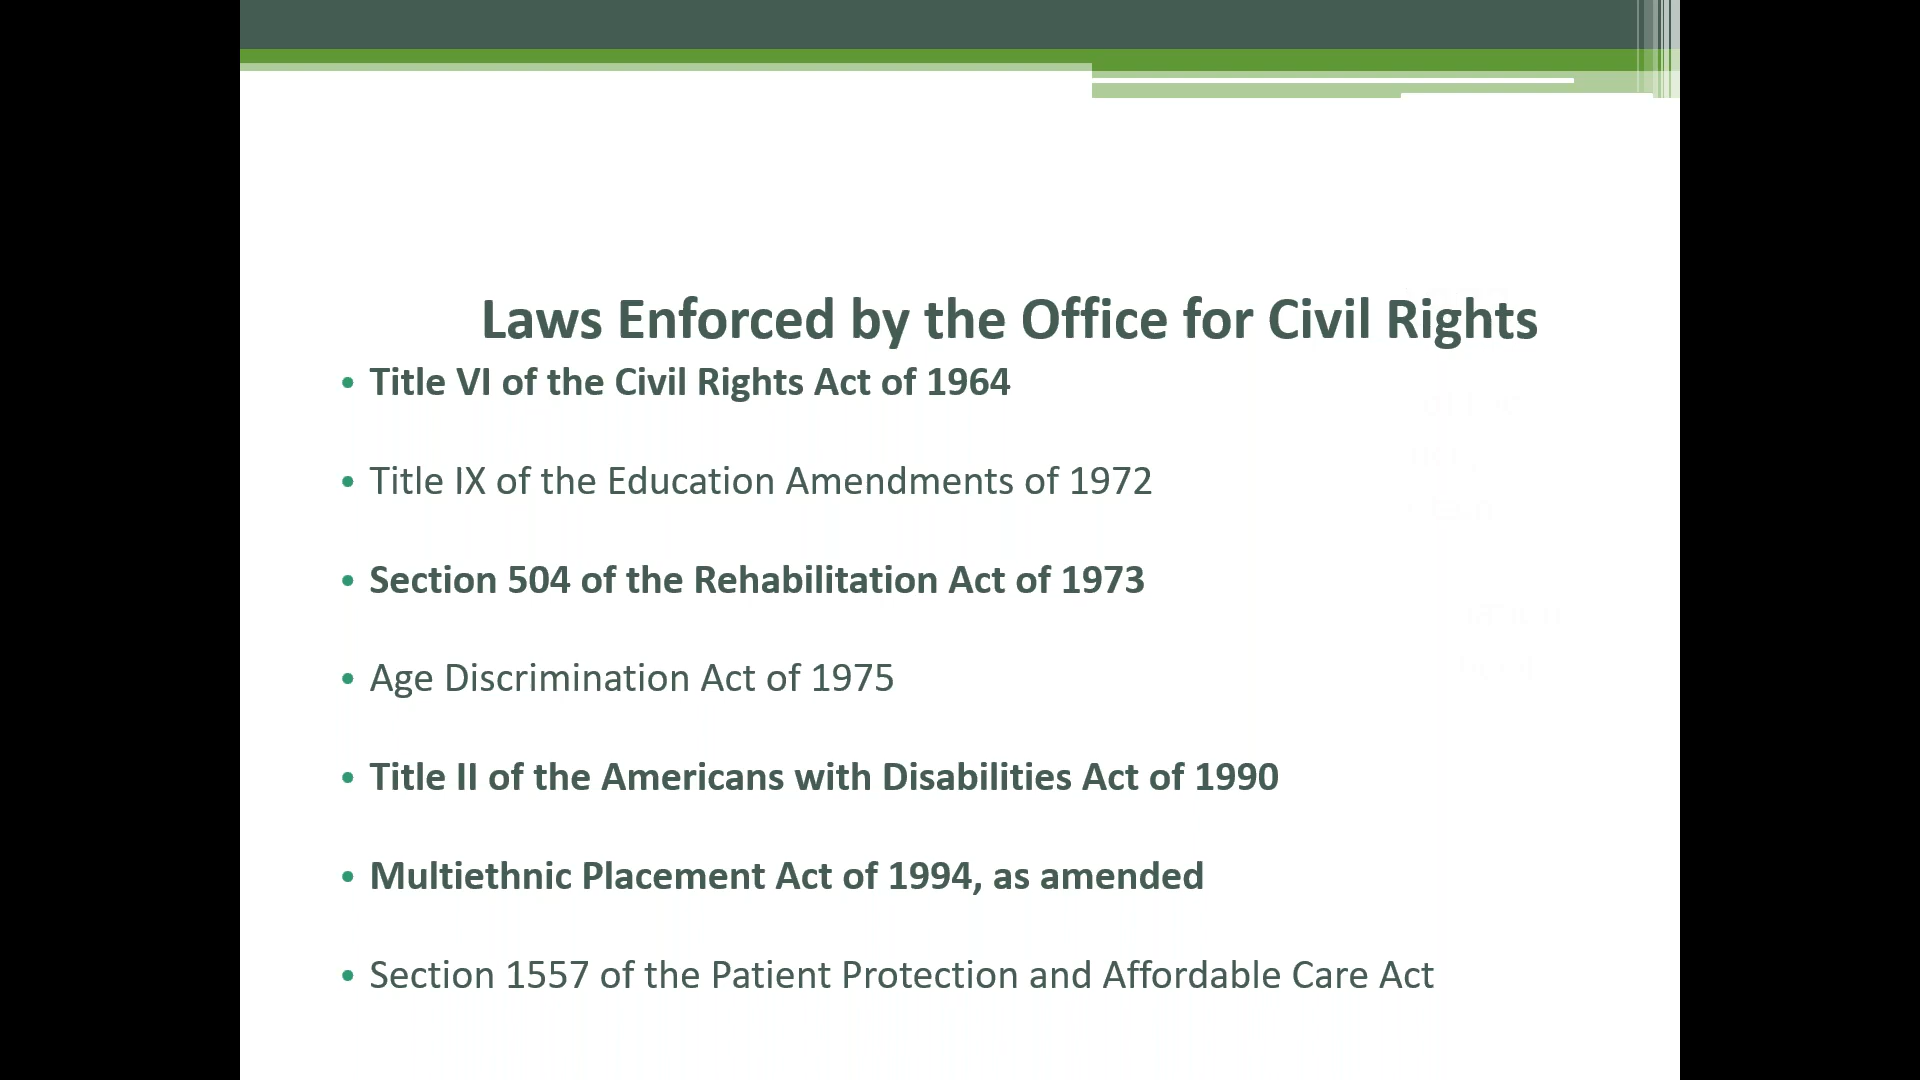 Laws Enforced by the Office for Civil Rights
• Title VI of the Civil Rights Act of 1964
• Title IX of the Education Amendments of 1972
• Section 504 of the Rehabilitation Act of 1973
• Age Discrimination Act of 1975
• Title II of the Americans with Disabilities Act of 1990
• Multiethnic Placement Act of 1994, as amended
• Section 1557 of the Patient Protection and Affordable Care Act